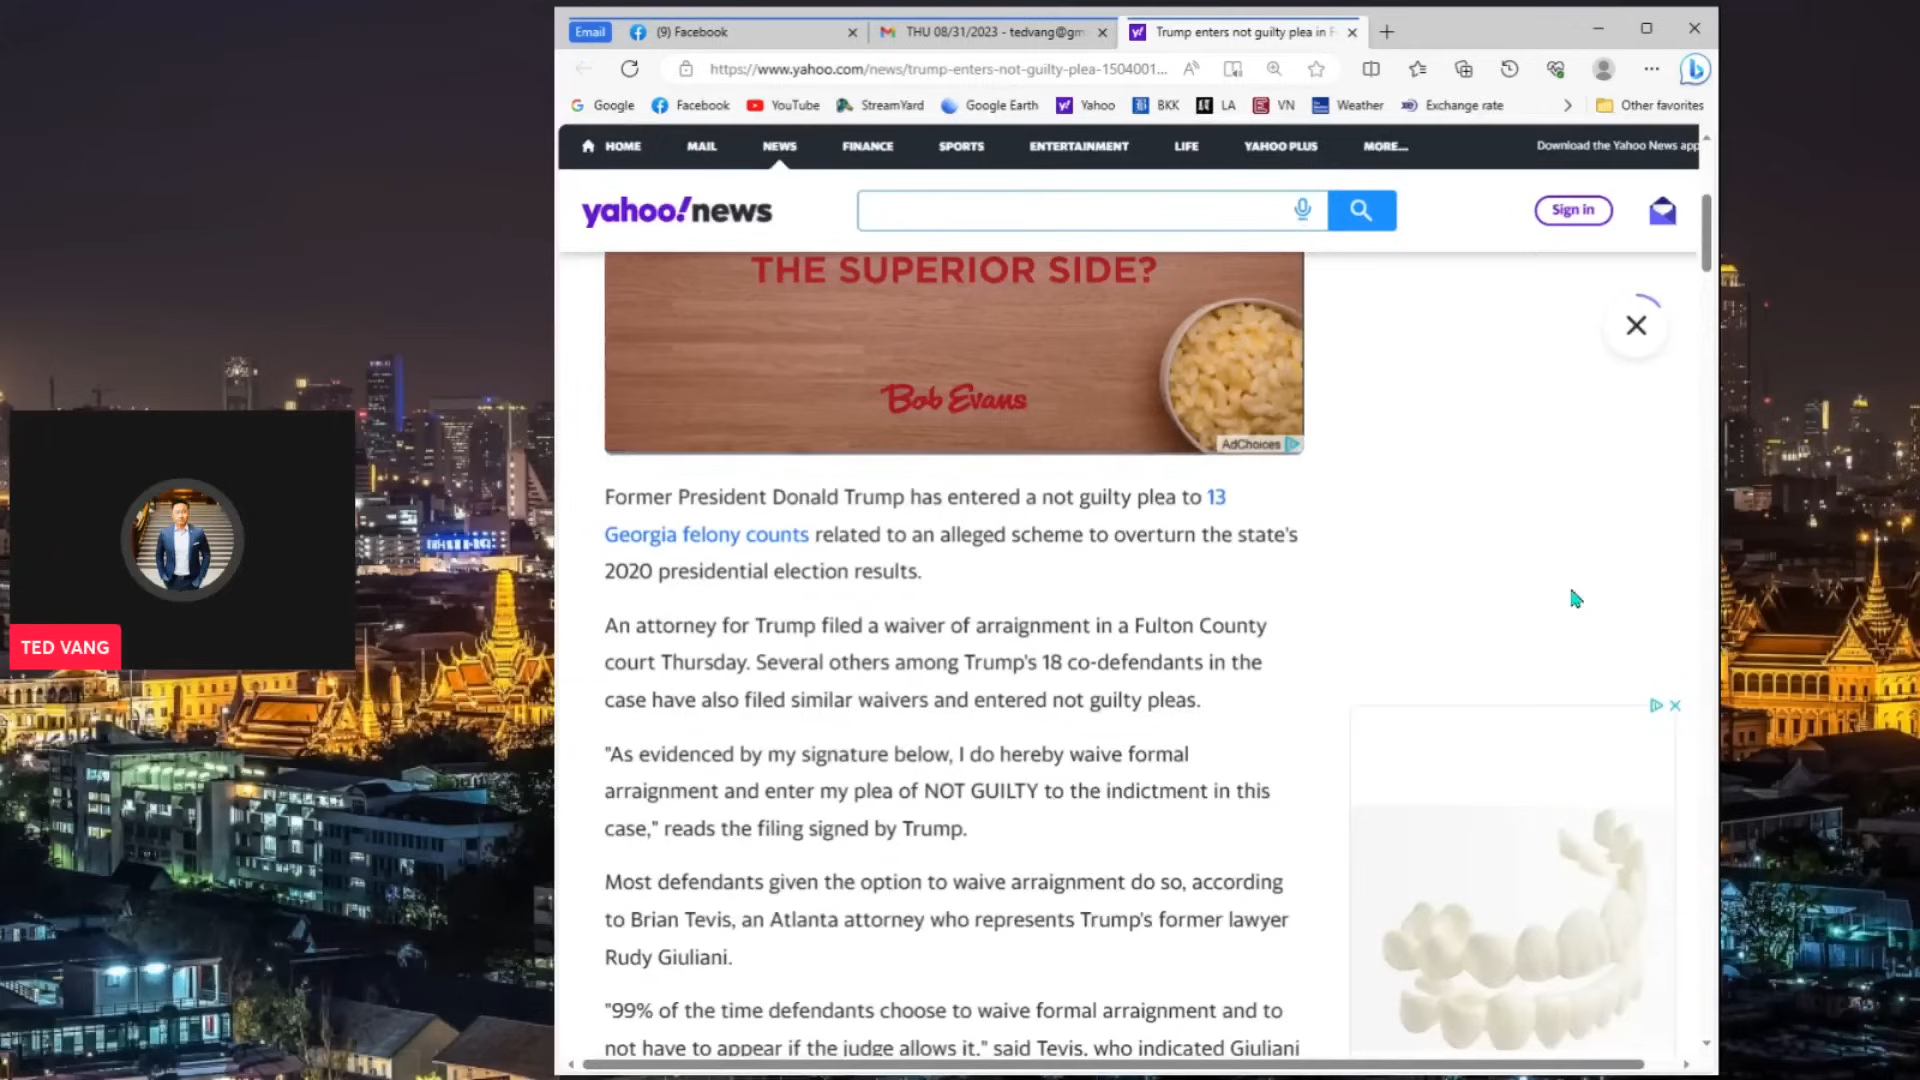 Email
(9) Facebook
THU 08/31/2023 - tedvang@gm
Trump enters not guilty plea in F
https://www.yahoo.com/news/trump-enters-not-guilty-plea-1504001...
Google
Facebook
YouTube
StreamYard
Google Earth
Yahoo
BKK
LA
VN
Weather
Exchange rate
Other favorites
HOME
MAIL
NEWS
FINANCE
SPORTS
ENTERTAINMENT
LIFE
YAHOO PLUS
MORE...
Download the Yahoo News app
yahoo!news
Sign in
THE SUPERIOR SIDE?
Bob Evans
AdChoices
Former President Donald Trump has entered a not guilty plea to 13
Georgia felony counts related to an alleged scheme to overturn the state's
2020 presidential election results.
An attorney for Trump filed a waiver of arraignment in a Fulton County
court Thursday. Several others among Trump's 18 co-defendants in the
case have also filed similar waivers and entered not guilty pleas.
"As evidenced by my signature below, I do hereby waive formal
arraignment and enter my plea of NOT GUILTY to the indictment in this
case," reads the filing signed by Trump.
Most defendants given the option to waive arraignment do so, according
to Brian Tevis, an Atlanta attorney who represents Trump's former lawyer
Rudy Giuliani.
"99% of the time defendants choose to waive formal arraignment and to
not have to appear if the judge allows it," said Tevis, who indicated Giuliani
TED VANG